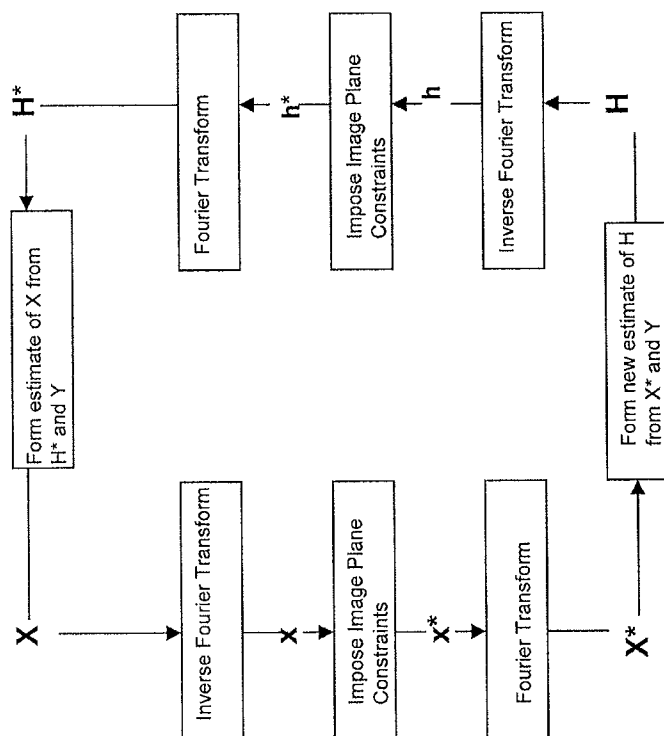 H*
Form estimate of X from
H* and Y
X
Inverse Fourier Transform
x
Impose Image Plane
Constraints
x*
Fourier Transform
X*
Form new estimate of H
from X* and Y
H
Inverse Fourier Transform
h
Impose Image Plane
Constraints
h*
Fourier Transform